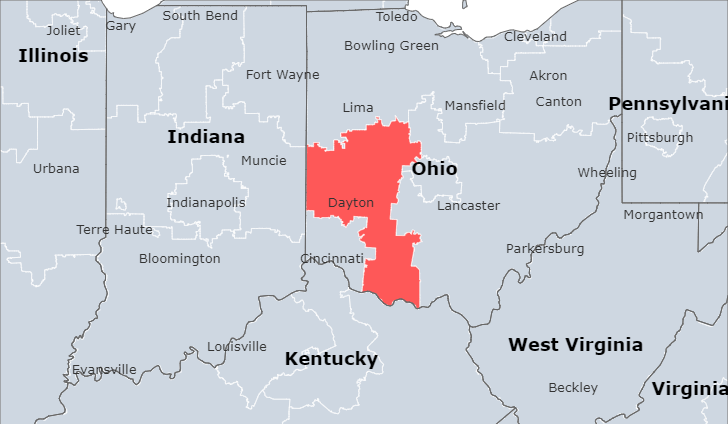 South Bend
Toledo
Gary
Joliet
Cleveland
Bowling Green
Illinois
Fort Wayne
Akron
Canton
Pennsylvani
Lima
Mansfield
Indiana
Pittsburgh
Muncie
Ohio
Urbana
Wheeling
Indianapolis
Dayton
Lancaster
Morgantown
Terre Haute
Parkersburg
Bloomington
Cincinnati
Louisville
West Virginia
Kentucky
Evansville
Beckley
Virginia